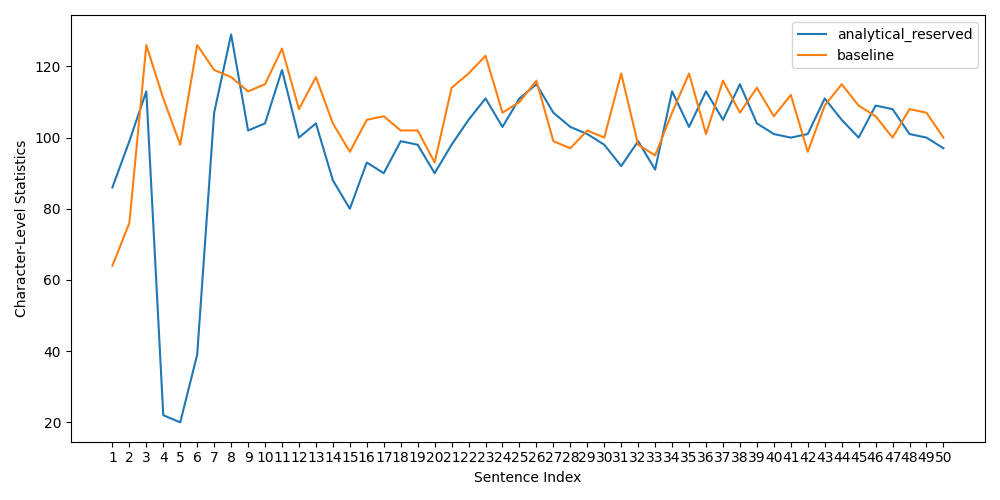 analytical_reserved
baseline
120
100
80
60
40
20
Character-Level Statistics
1 2 3 4 5 6 7 8 9 10 11 12 13 14 15 16 17 18 19 20 21 22 23 24 25 26 27 28 29 30 31 32 33 34 35 36 37 38 39 40 41 42 43 44 45 46 47 48 49 50
Sentence Index